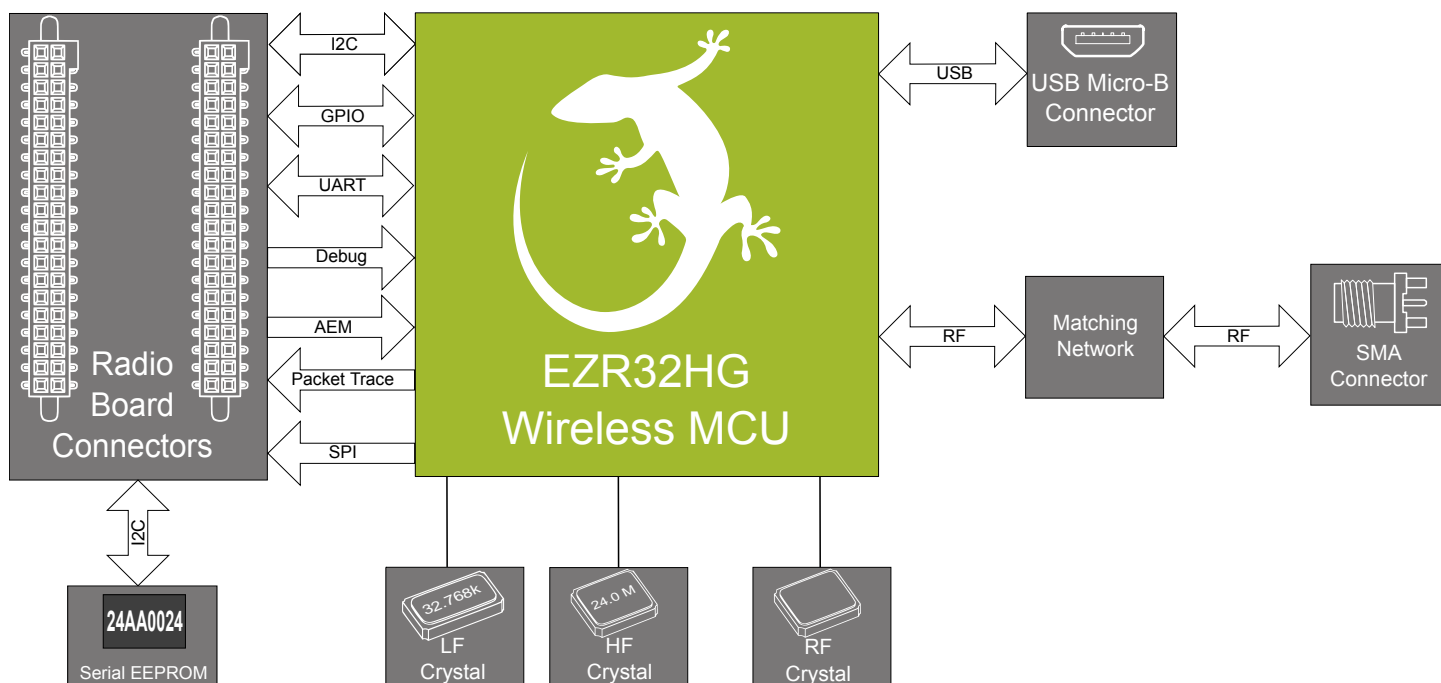 I2C
GPIO
UART
Debug
AEM
Packet Trace
SPI
Radio
Board
Connectors
I2C
24AA0024
Serial EEPROM
EZR32HG
Wireless MCU
32.768k
LF
Crystal
24.0 M
HF
Crystal
RF
Crystal
USB
USB Micro-B
Connector
RF
Matching
Network
RF
SMA
Connector